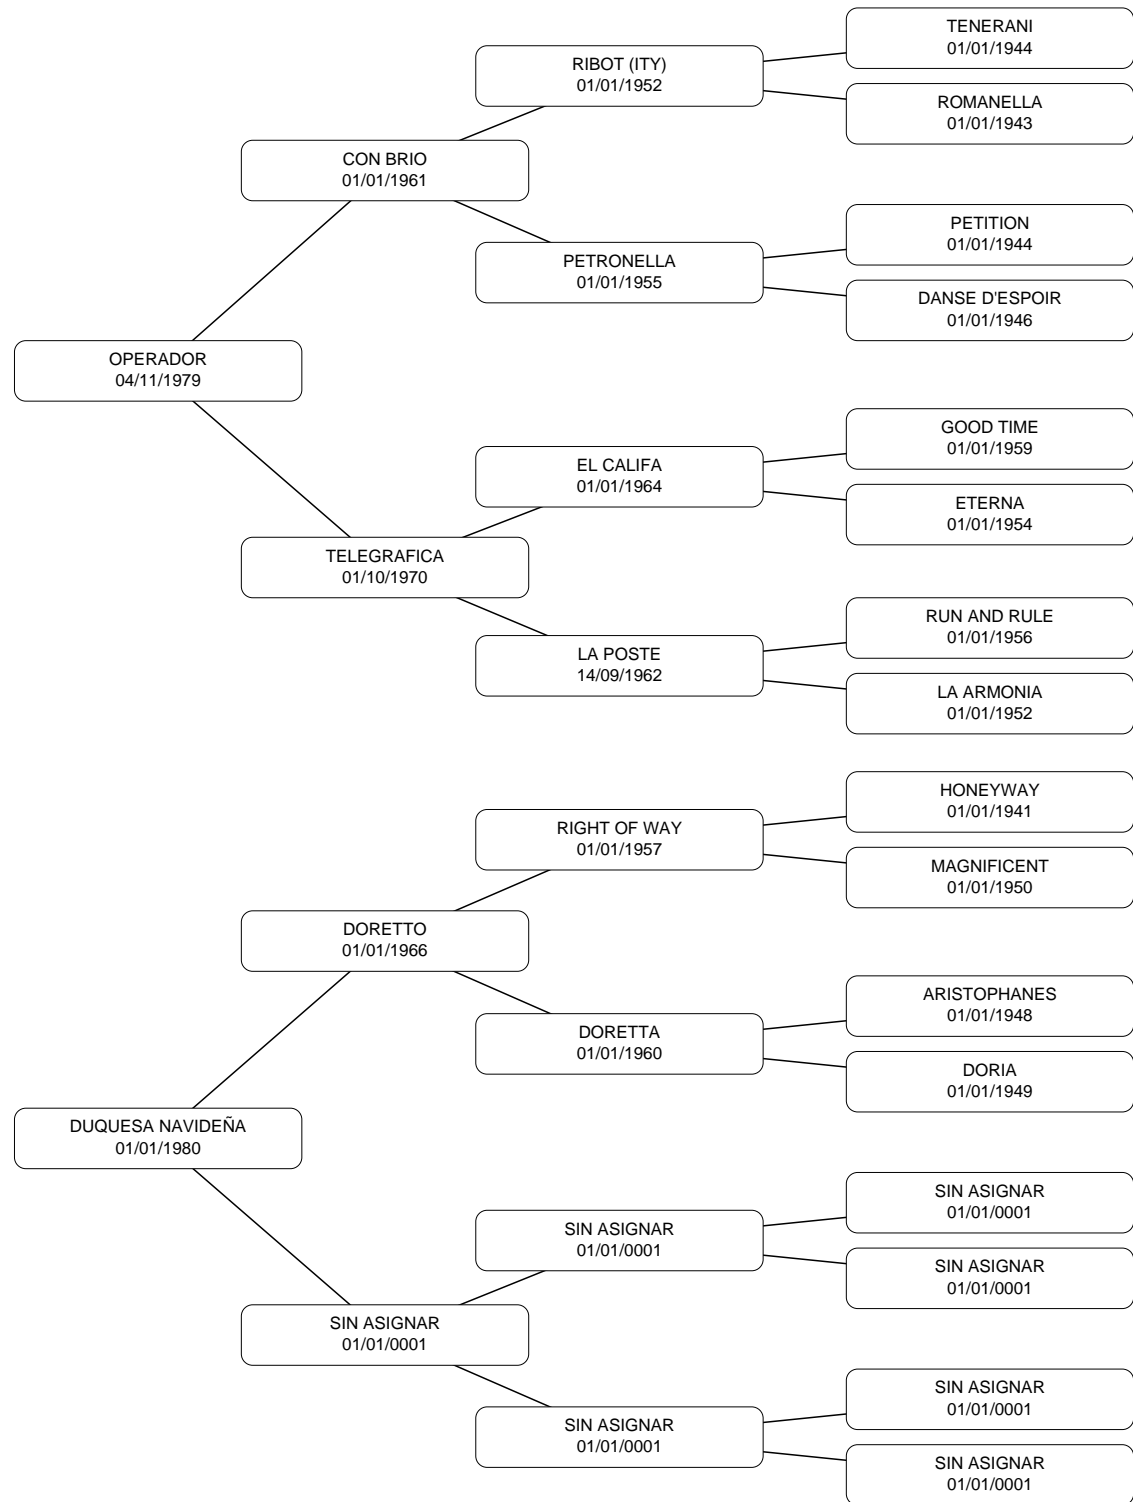 TENERANI
01/01/1944
RIBOT (ITY)
01/01/1952
ROMANELLA
01/01/1943
CON BRIO
01/01/1961
PETITION
01/01/1944
PETRONELLA
01/01/1955
DANSE D'ESPOIR
01/01/1946
OPERADOR
04/11/1979
GOOD TIME
01/01/1959
EL CALIFA
01/01/1964
ETERNA
01/01/1954
TELEGRAFICA
01/10/1970
RUN AND RULE
01/01/1956
LA POSTE
14/09/1962
LA ARMONIA
01/01/1952
HONEYWAY
01/01/1941
RIGHT OF WAY
01/01/1957
MAGNIFICENT
01/01/1950
DORETTO
01/01/1966
ARISTOPHANES
01/01/1948
DORETTA
01/01/1960
DORIA
01/01/1949
DUQUESA NAVIDEÑA
01/01/1980
SIN ASIGNAR
01/01/0001
SIN ASIGNAR
01/01/0001
SIN ASIGNAR
01/01/0001
SIN ASIGNAR
01/01/0001
SIN ASIGNAR
01/01/0001
SIN ASIGNAR
01/01/0001
SIN ASIGNAR
01/01/0001